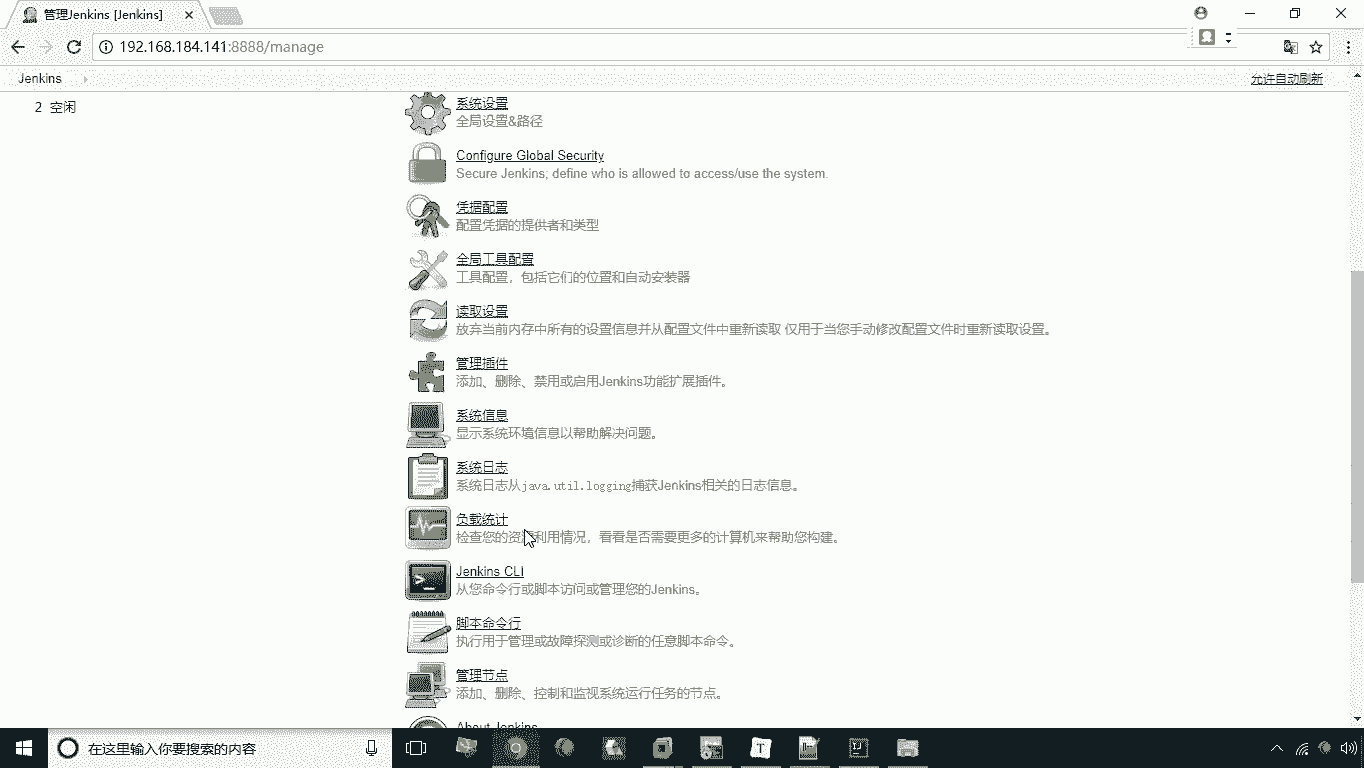 管理Jenkins [Jenkins]
192.168.184.141:8888/manage
Jenkins
允许自动刷新
2 空闲
系统设置
全局设置&路径
Configure Global Security
Secure Jenkins; define who is allowed to access/use the system.
凭据配置
配置凭据的提供者和类型
全局工具配置
工具配置，包括它们的位置和自动安装器
读取设置
放弃当前内存中所有的设置信息并从配置文件中重新读取 仅用于当您手动修改配置文件时重新读取设置。
管理插件
添加、删除、禁用或启用Jenkins功能扩展插件。
系统信息
显示系统环境信息以帮助解决问题。
系统日志
系统日志从java.util.logging捕获Jenkins相关的日志信息。
负载统计
检查您的资源利用情况，看看是否需要更多的计算机来帮助您构建。
Jenkins CLI
从您命令行或脚本访问或管理您的Jenkins。
脚本命令行
执行用于管理或故障探测或诊断的任意脚本命令。
管理节点
添加、删除、控制和监视系统运行任务的节点。
About Jenkins
在这里输入你要搜索的内容